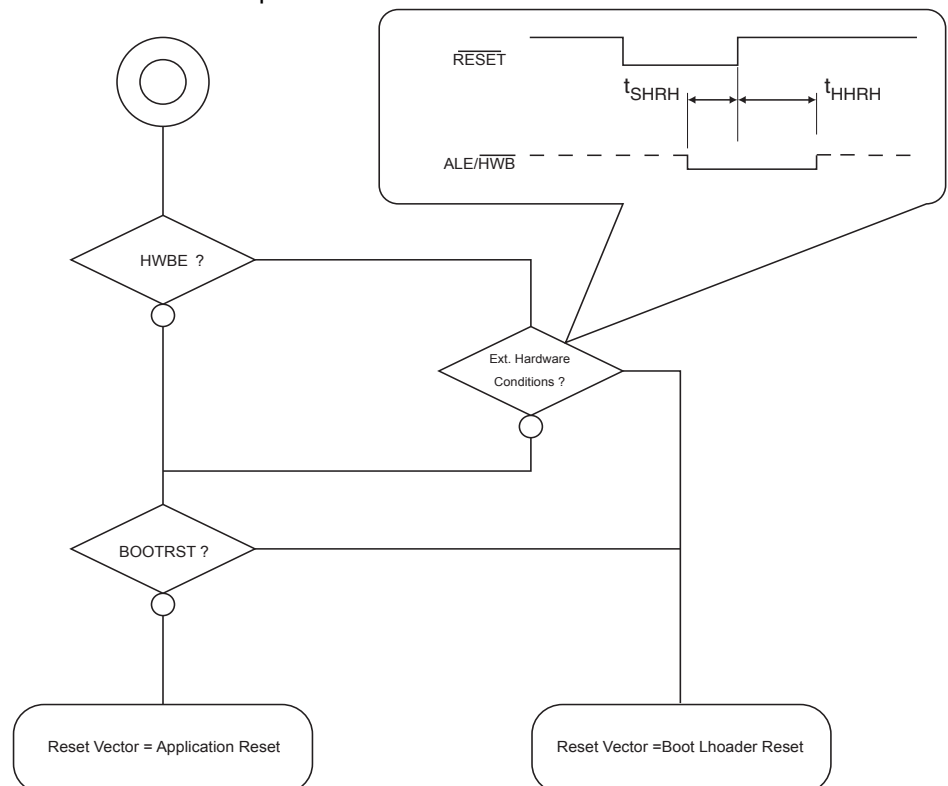 RESET
tSHRH
tHHRH
ALE/HWB
HWBE ?
Ext. Hardware
Conditions ?
BOOTRST ?
Reset Vector = Application Reset
Reset Vector =Boot Lhoader Reset